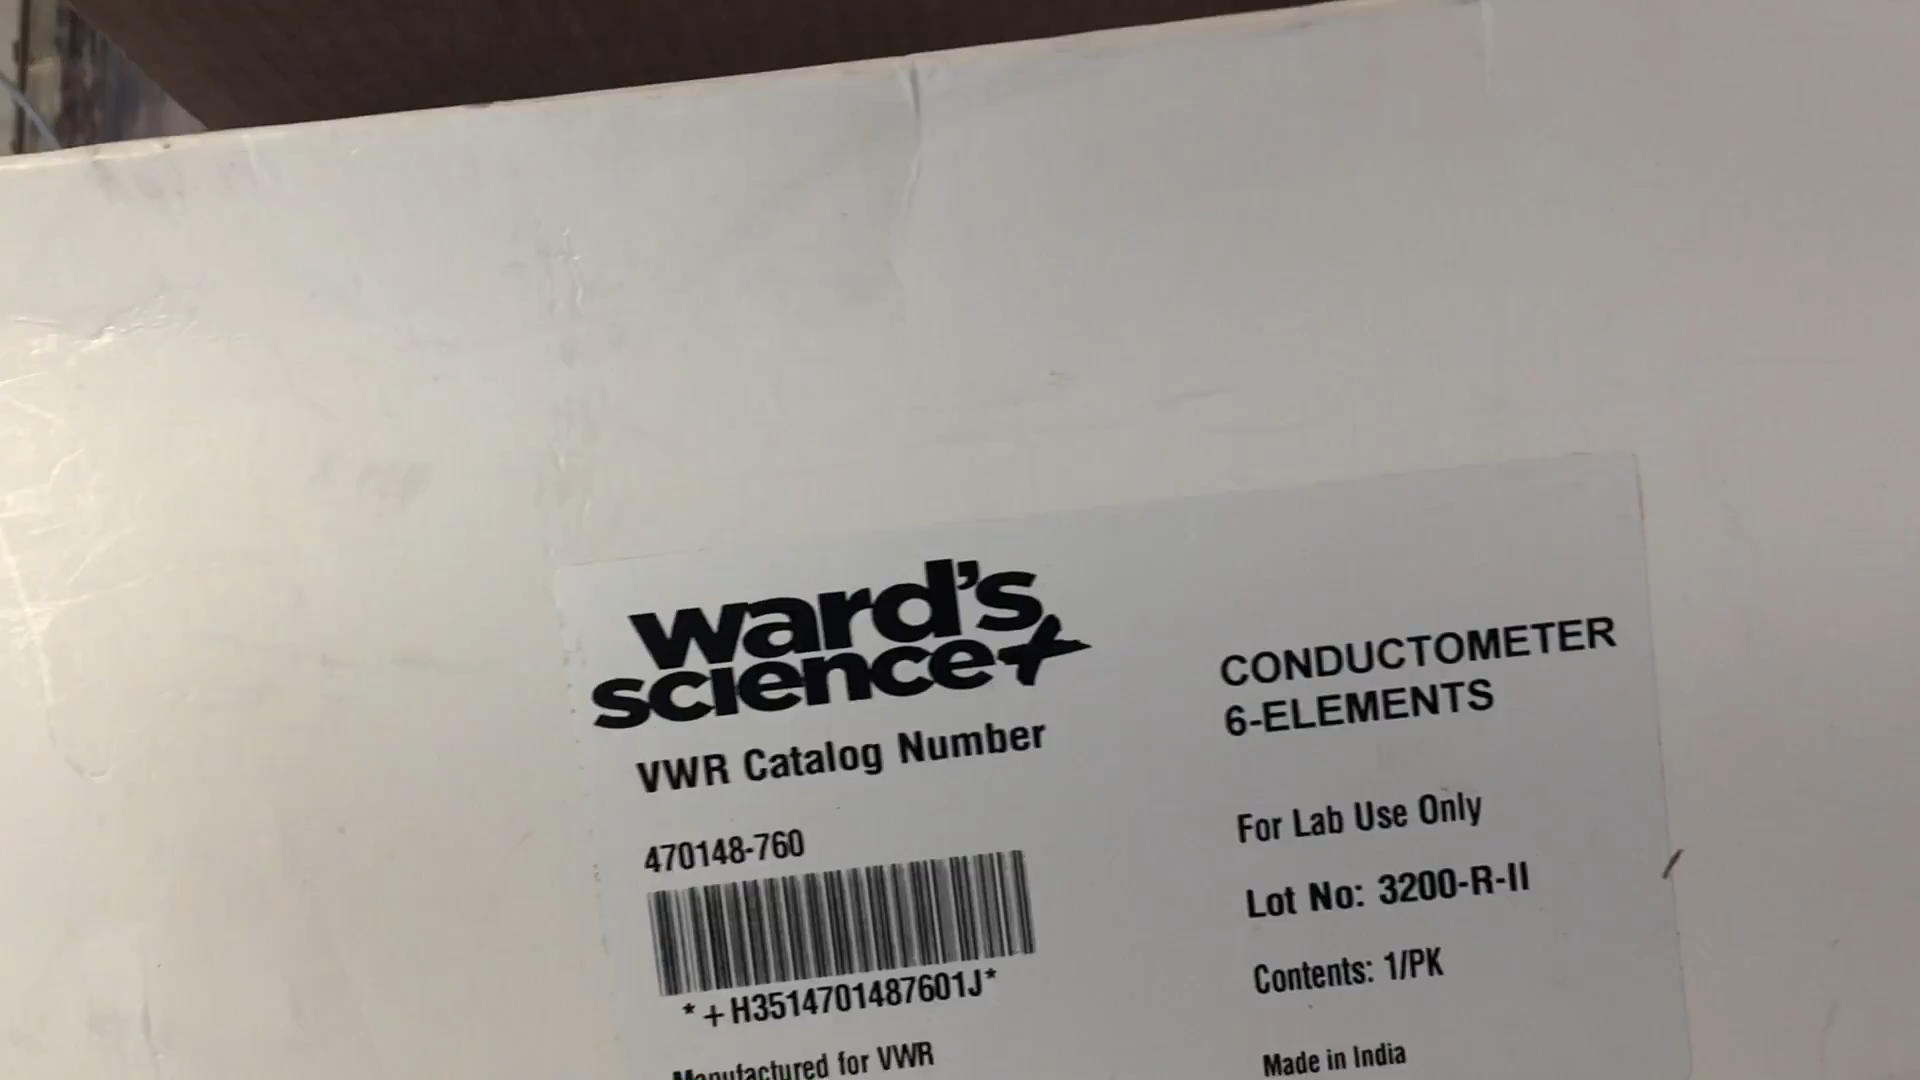 ward's
science+
VWR Catalog Number
470148-760
*+H3514701487601J*
Manufactured for VWR
CONDUCTOMETER
6-ELEMENTS
For Lab Use Only
Lot No: 3200-R-II
Contents: 1/PK
Made in India